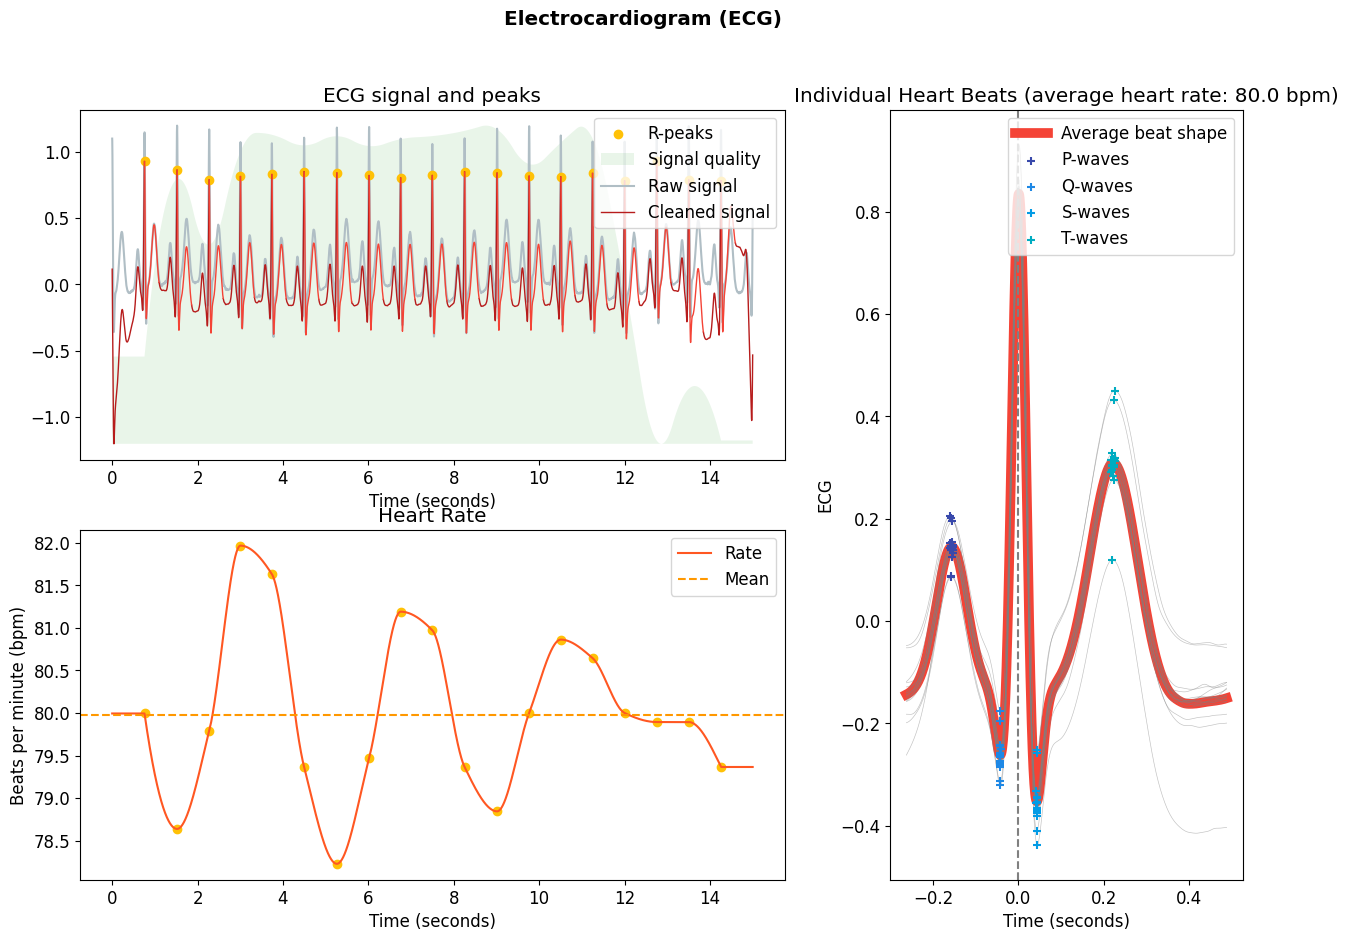 Electrocardiogram (ECG)
ECG signal and peaks
1.0
0.5
0.0
−0.5
−1.0
R-peaks
Signal quality
Raw signal
Cleaned signal
0 2 4 6 8 10 12 14
Time (seconds)
Heart Rate
Beats per minute (bpm)
82.0
81.5
81.0
80.5
80.0
79.5
79.0
78.5
Rate
Mean
0 2 4 6 8 10 12 14
Time (seconds)
Individual Heart Beats (average heart rate: 80.0 bpm)
ECG
0.8
0.6
0.4
0.2
0.0
−0.2
−0.4
Average beat shape
P-waves
Q-waves
S-waves
T-waves
−0.2 0.0 0.2 0.4
Time (seconds)